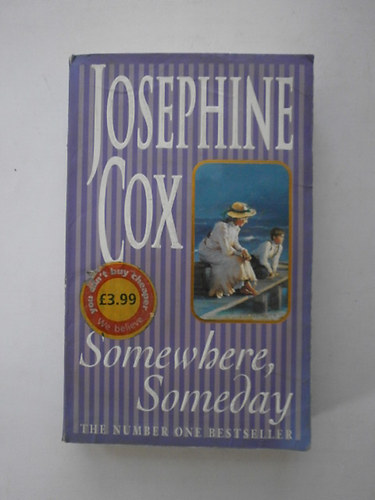 JOSEPHINE
COX
you can't buy cheaper
£3.99
We believe
Somewhere,
Someday
THE NUMBER ONE BESTSELLER